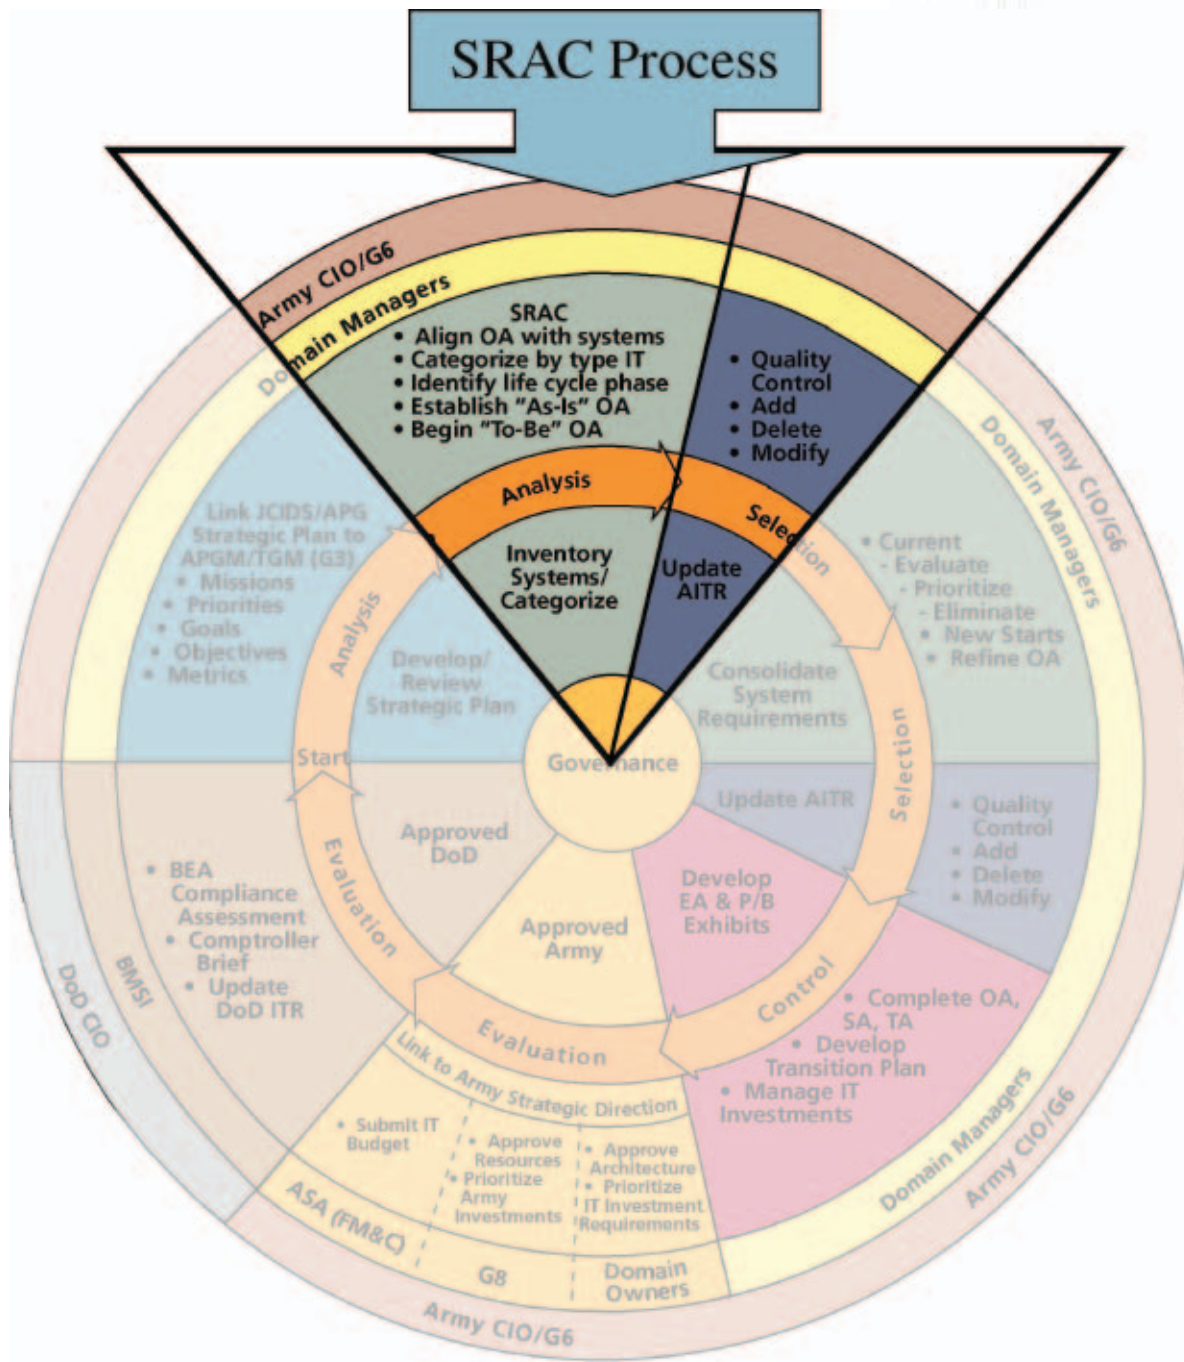 SRAC Process
Army CIO/G6
Domain Managers
SRAC
• Align OA with systems
• Categorize by type IT
• Identify life cycle phase
• Establish "As-Is" OA
• Begin "To-Be" OA
• Quality
Control
• Add
• Delete
• Modify
Analysis
Selection
Inventory
Systems/
Categorize
Update
AITR
Link JCIDS/APG
Strategic Plan to
APGM/TGM (G3)
• Missions
• Priorities
• Goals
• Objectives
• Metrics
Analysis
Develop/
Review
Strategic Plan
Start
Governance
Consolidate
System
Requirements
• Current
- Evaluate
- Prioritize
- Eliminate
• New Starts
• Refine OA
Domain Managers
Army CIO/G6
Selection
Update AITR
• Quality
Control
• Add
• Delete
• Modify
Develop
EA & P/B
Exhibits
Control
• Complete OA,
SA, TA
• Develop
Transition Plan
• Manage IT
Investments
Domain Managers
Army CIO/G6
Approved
Army
Evaluation
Link to Army Strategic Direction
• Submit IT
Budget
• Approve
Resources
• Prioritize
Army
Investments
• Approve
Architecture
• Prioritize
IT Investment
Requirements
ASA (FM&C)
G8
Domain
Owners
Army CIO/G6
Approved
DoD
Evaluation
• BEA
Compliance
Assessment
• Comptroller
Brief
• Update
DoD ITR
BMSI
DoD CIO